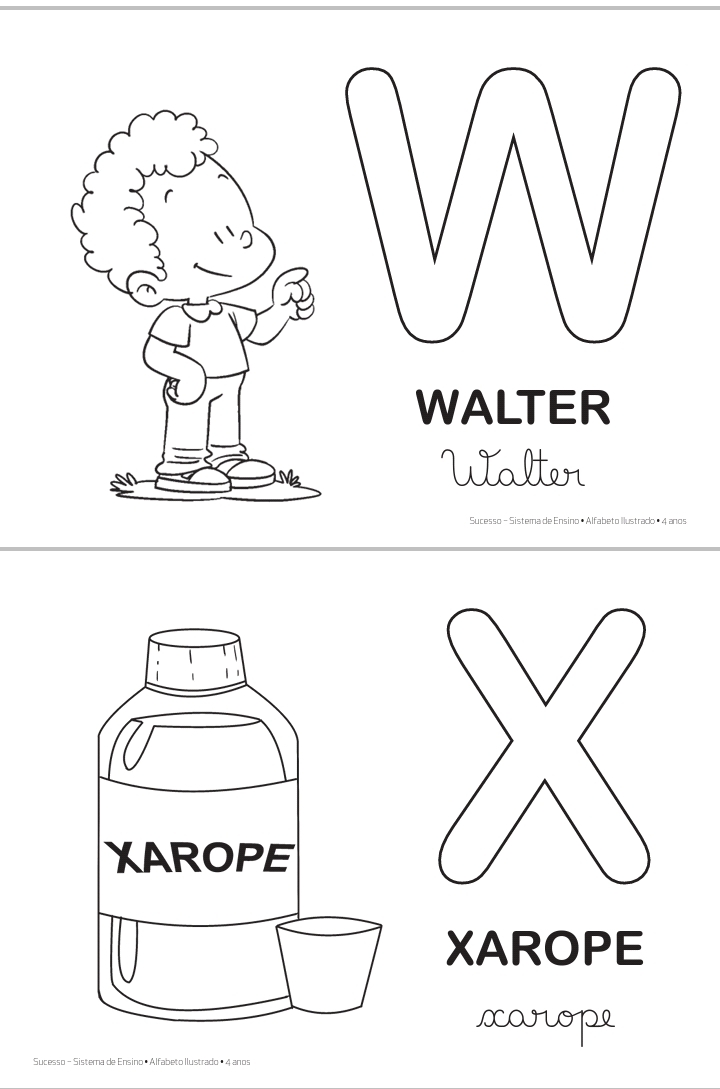 W
WALTER
Walter
Sucesso – Sistema de Ensino • Alfabeto Ilustrado • 4 anos
X
XAROPE
XAROPE
xarope
Sucesso – Sistema de Ensino • Alfabeto Ilustrado • 4 anos